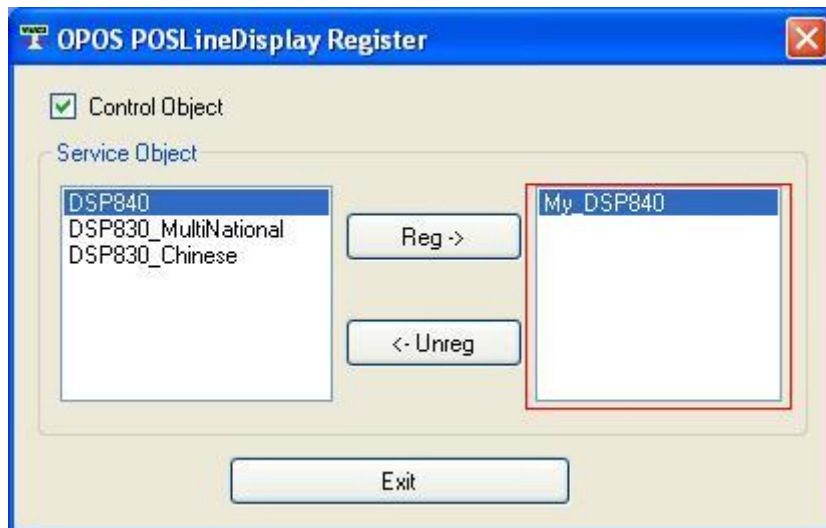 OPOS POSLineDisplay Register
Control Object
Service Object
DSP840
DSP830_MultiNational
DSP830_Chinese
Reg ->
<- Unreg
My_DSP840
Exit